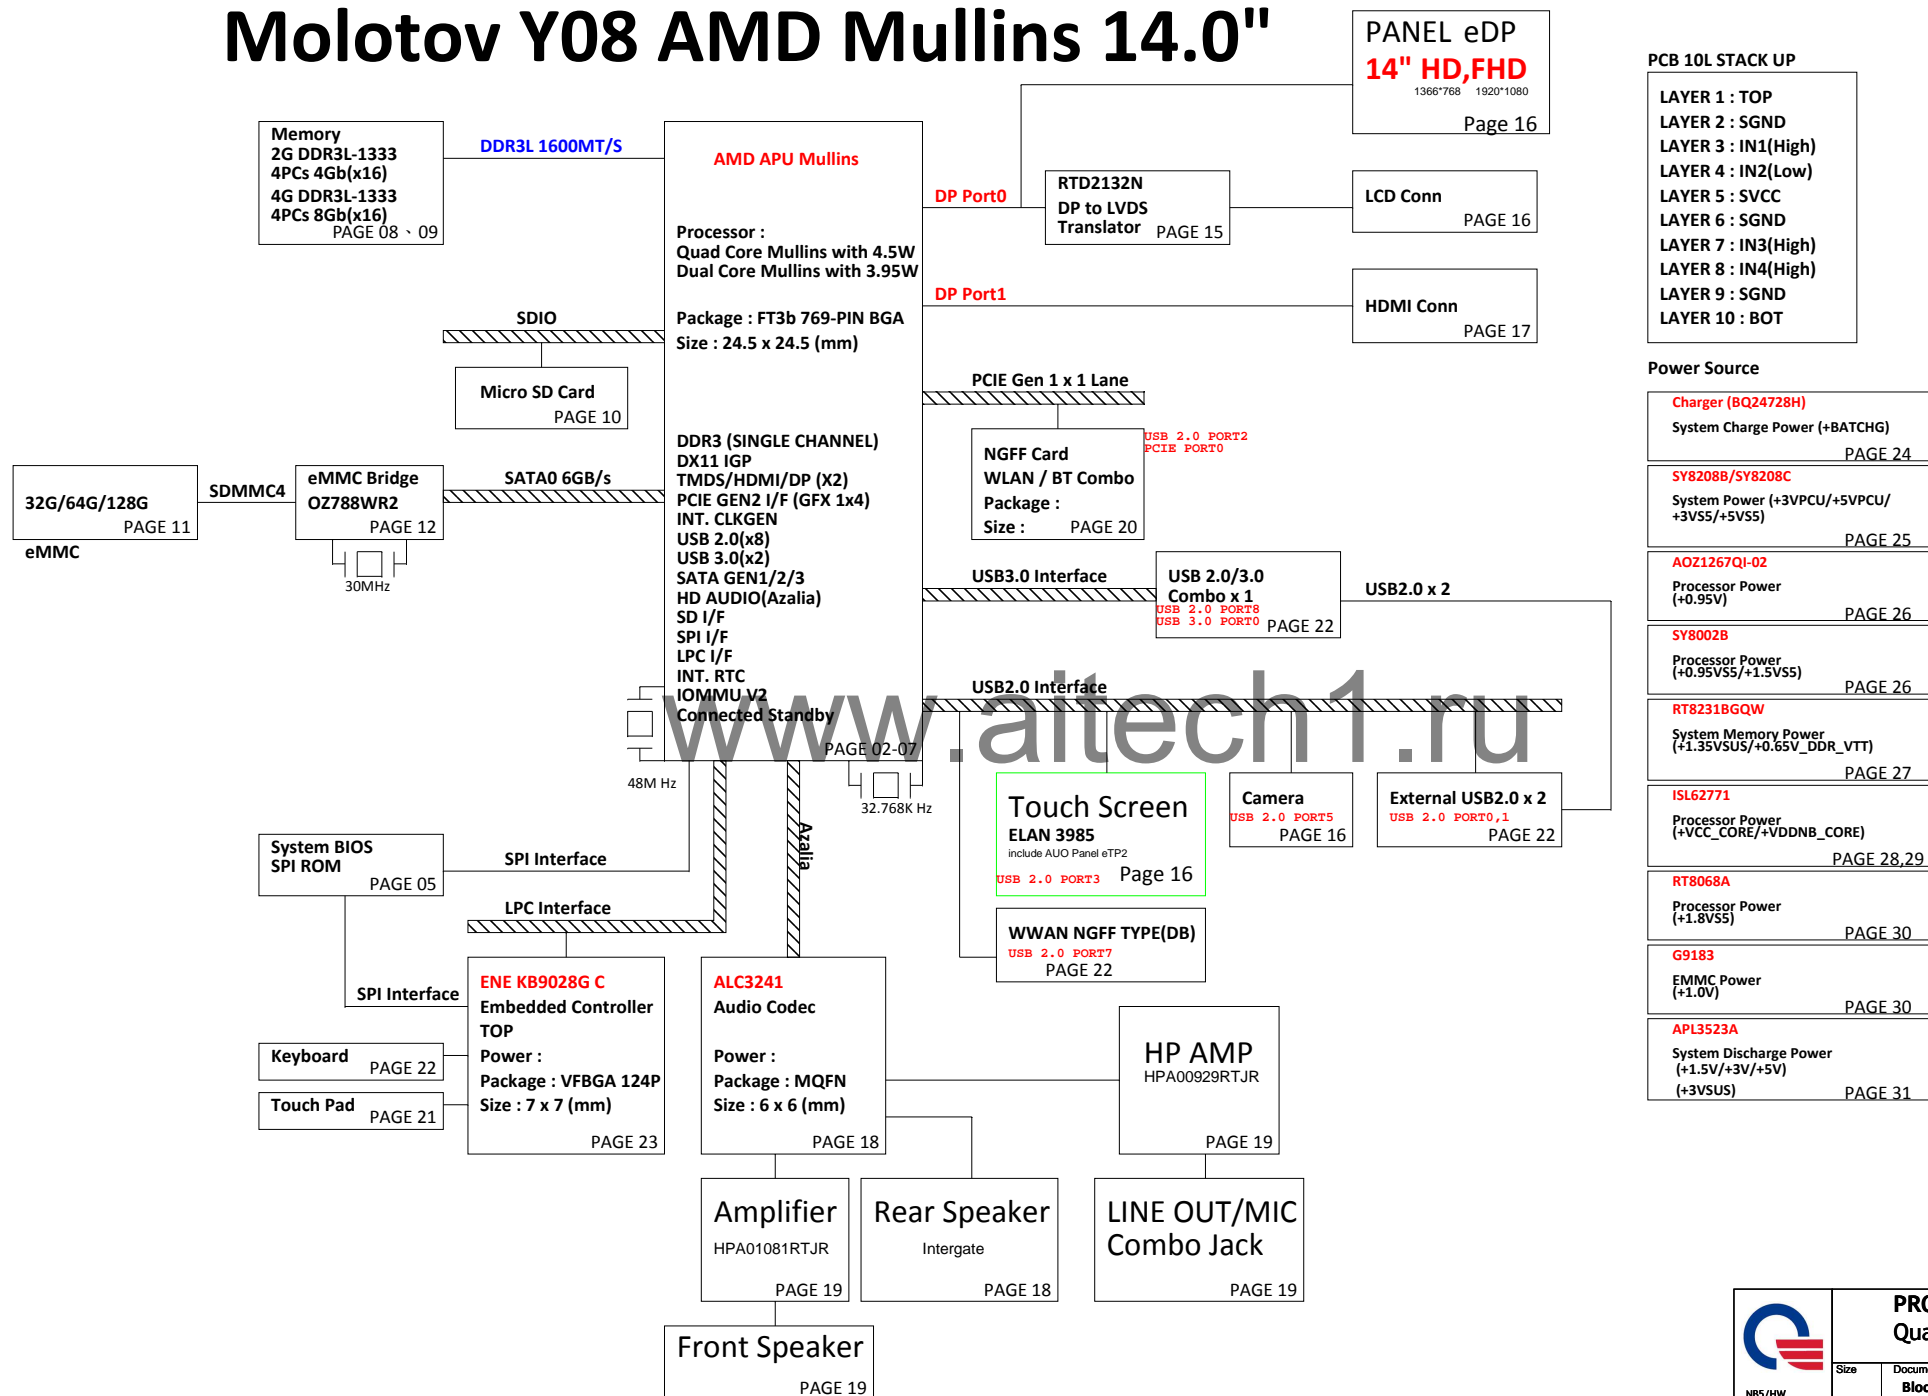 Molotov Y08 AMD Mullins 14.0"
PANEL eDP
14" HD,FHD
1366*768 1920*1080
Page 16
PCB 10L STACK UP
LAYER 1 : TOP
LAYER 2 : SGND
LAYER 3 : IN1(High)
LAYER 4 : IN2(Low)
LAYER 5 : SVCC
LAYER 6 : SGND
LAYER 7 : IN3(High)
LAYER 8 : IN4(High)
LAYER 9 : SGND
LAYER 10 : BOT
Memory
2G DDR3L-1333
4PCs 4Gb(x16)
4G DDR3L-1333
4PCs 8Gb(x16)
PAGE 08、09
DDR3L 1600MT/S
AMD APU Mullins
Processor :
Quad Core Mullins with 4.5W
Dual Core Mullins with 3.95W
Package : FT3b 769-PIN BGA
Size : 24.5 x 24.5 (mm)
DDR3 (SINGLE CHANNEL)
DX11 IGP
TMDS/HDMI/DP (X2)
PCIE GEN2 I/F (GFX 1x4)
INT. CLKGEN
USB 2.0(x8)
USB 3.0(x2)
SATA GEN1/2/3
HD AUDIO(Azalia)
SD I/F
SPI I/F
LPC I/F
INT. RTC
IOMMU V2
Connected Standby
PAGE 02-07
DP Port0
RTD2132N
DP to LVDS
Translator PAGE 15
LCD Conn
PAGE 16
DP Port1
HDMI Conn
PAGE 17
SDIO
Micro SD Card
PAGE 10
PCIE Gen 1 x 1 Lane
NGFF Card
WLAN / BT Combo
Package :
Size : PAGE 20
USB 2.0 PORT2
PCIE PORT0
32G/64G/128G
PAGE 11
eMMC
SDMMC4
eMMC Bridge
OZ788WR2
PAGE 12
30MHz
SATA0 6GB/s
USB3.0 Interface
USB 2.0/3.0
Combo x 1
USB 2.0 PORT8
USB 3.0 PORT0
PAGE 22
USB2.0 x 2
USB2.0 Interface
www.aitech1.ru
48M Hz
32.768K Hz
Touch Screen
ELAN 3985
include AUO Panel eTP2
USB 2.0 PORT3 Page 16
Camera
USB 2.0 PORT5
PAGE 16
External USB2.0 x 2
USB 2.0 PORT0,1
PAGE 22
WWAN NGFF TYPE(DB)
USB 2.0 PORT7
PAGE 22
System BIOS
SPI ROM
PAGE 05
SPI Interface
Azalia
LPC Interface
SPI Interface
ENE KB9028G C
Embedded Controller
TOP
Power :
Package : VFBGA 124P
Size : 7 x 7 (mm)
PAGE 23
Keyboard PAGE 22
Touch Pad PAGE 21
ALC3241
Audio Codec
Power :
Package : MQFN
Size : 6 x 6 (mm)
PAGE 18
HP AMP
HPA00929RTJR
PAGE 19
Amplifier
HPA01081RTJR
PAGE 19
Rear Speaker
Intergate
PAGE 18
LINE OUT/MIC
Combo Jack
PAGE 19
Front Speaker
PAGE 19
Power Source
Charger (BQ24728H)
System Charge Power (+BATCHG)
PAGE 24
SY8208B/SY8208C
System Power (+3VPCU/+5VPCU/
+3VS5/+5VS5)
PAGE 25
AOZ1267QI-02
Processor Power
(+0.95V)
PAGE 26
SY8002B
Processor Power
(+0.95VS5/+1.5VS5)
PAGE 26
RT8231BGQW
System Memory Power
(+1.35VSUS/+0.65V_DDR_VTT)
PAGE 27
ISL62771
Processor Power
(+VCC_CORE/+VDDNB_CORE)
PAGE 28,29
RT8068A
Processor Power
(+1.8VS5)
PAGE 30
G9183
EMMC Power
(+1.0V)
PAGE 30
APL3523A
System Discharge Power
(+1.5V/+3V/+5V)
(+3VSUS)
PAGE 31
PRO
Qua
Size Docum
Bloc
NB5/HW